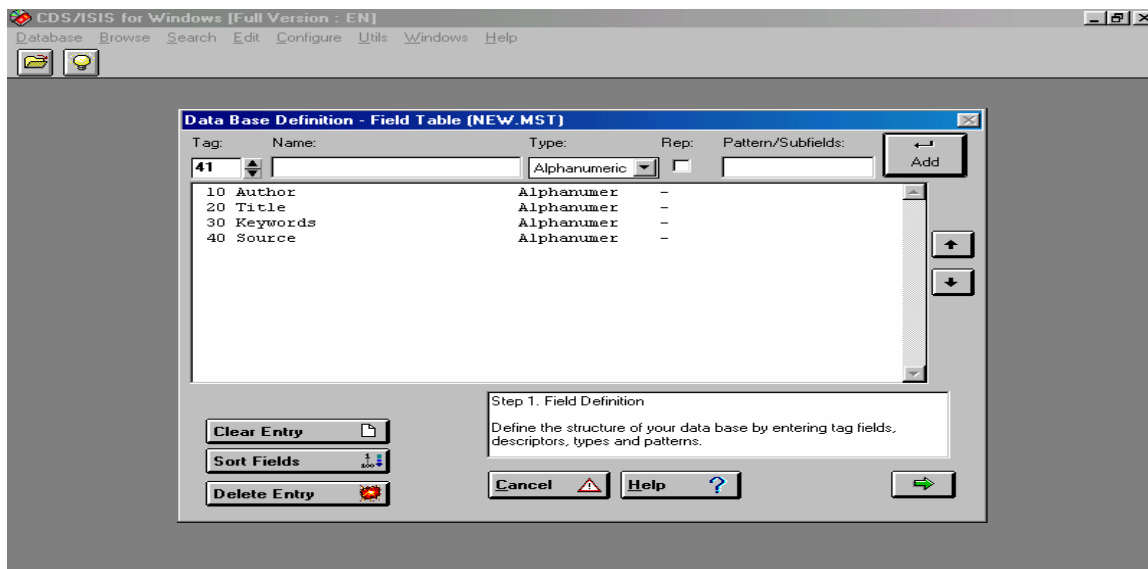 CDS/ISIS for Windows [Full Version : EN]
Database Browse Search Edit Configure Utils Windows Help
Data Base Definition - Field Table (NEW.MST)
Tag: Name: Type: Rep: Pattern/Subfields:
41 Alphanumeric Add
10 Author Alphanumer -
20 Title Alphanumer -
30 Keywords Alphanumer -
40 Source Alphanumer -
Step 1. Field Definition
Define the structure of your data base by entering tag fields,
descriptors, types and patterns.
Clear Entry
Sort Fields
Delete Entry
Cancel Help ?